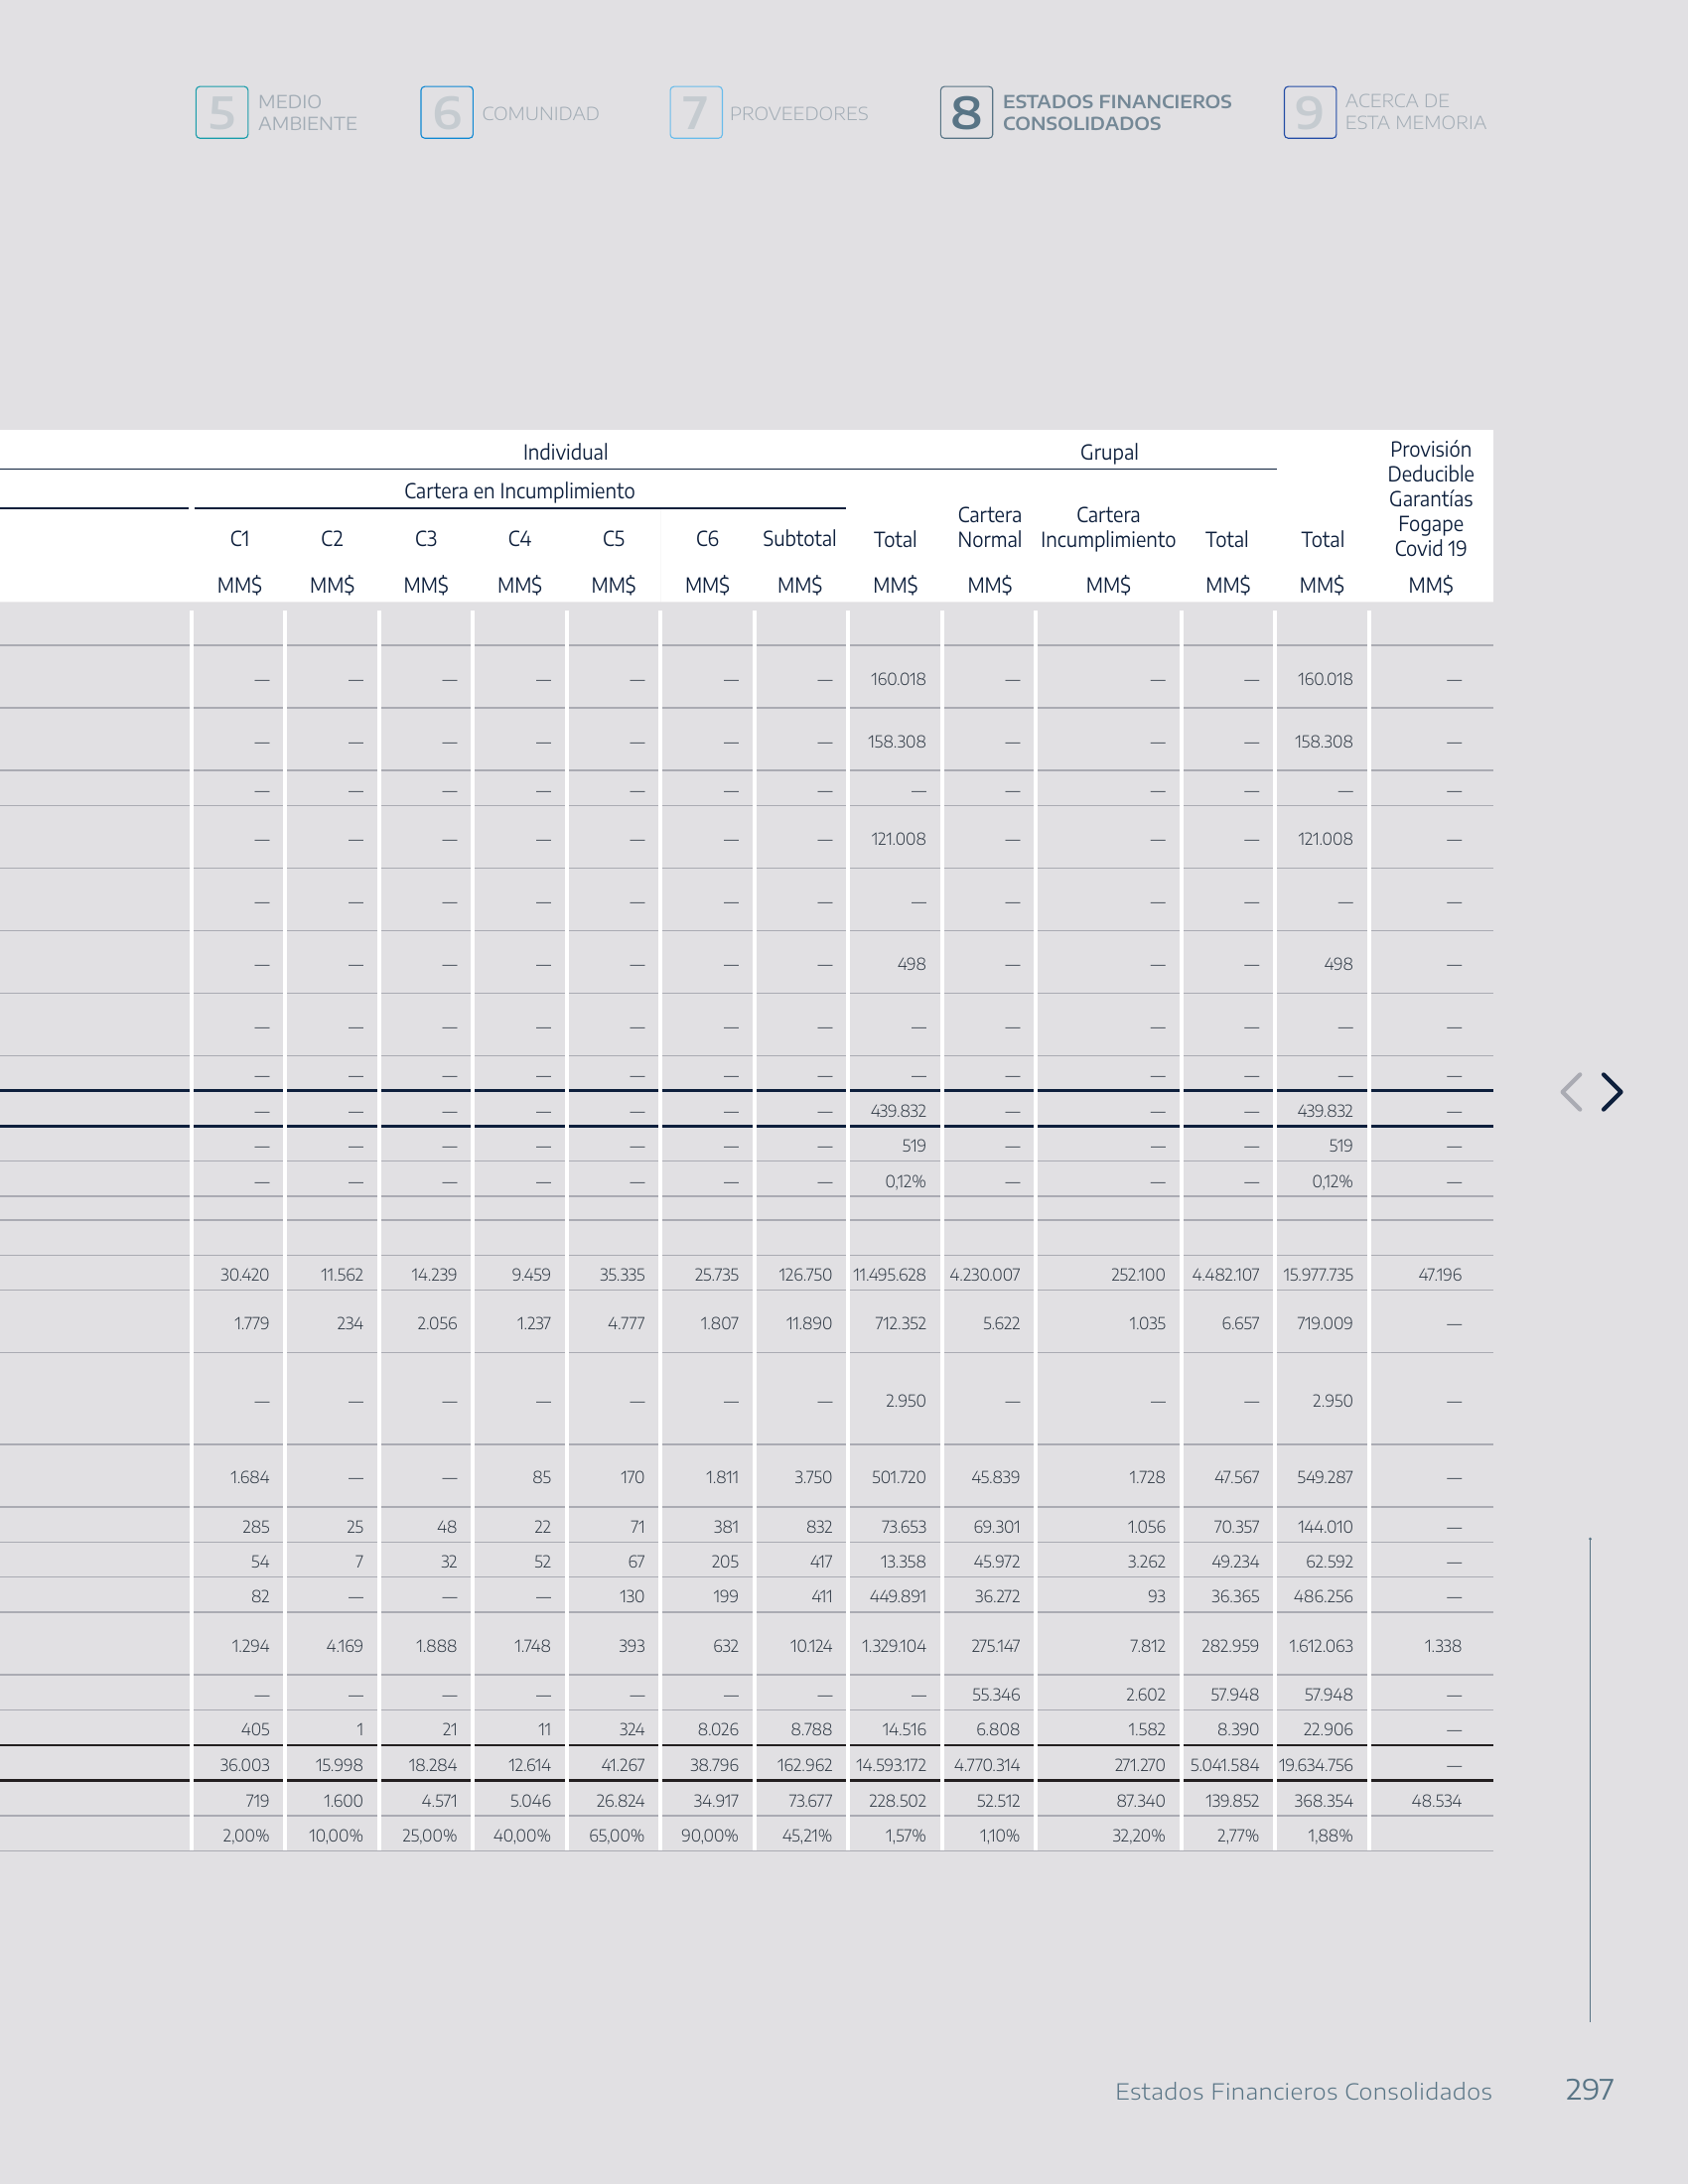 5 MEDIO AMBIENTE 6 COMUNIDAD 7 PROVEEDORES 8 ESTADOS FINANCIEROS CONSOLIDADOS 9 ACERCA DE ESTA MEMORIA
Individual Grupal Provisión Deducible Garantías Fogape Covid 19
Cartera en Incumplimiento
C1 C2 C3 C4 C5 C6 Subtotal Total Cartera Normal Cartera Incumplimiento Total Total
MM$ MM$ MM$ MM$ MM$ MM$ MM$ MM$ MM$ MM$ MM$ MM$ MM$
— — — — — — — 160.018 — — — 160.018 —
— — — — — — — 158.308 — — — 158.308 —
— — — — — — — — — — — — —
— — — — — — — 121.008 — — — 121.008 —
— — — — — — — — — — — — —
— — — — — — — 498 — — — 498 —
— — — — — — — — — — — — —
— — — — — — — — — — — — —
— — — — — — — 439.832 — — — 439.832 —
— — — — — — — 519 — — — 519 —
— — — — — — — 0,12% — — — 0,12% —
30.420 11.562 14.239 9.459 35.335 25.735 126.750 11.495.628 4.230.007 252.100 4.482.107 15.977.735 47.196
1.779 234 2.056 1.237 4.777 1.807 11.890 712.352 5.622 1.035 6.657 719.009 —
— — — — — — — 2.950 — — — 2.950 —
1.684 — — 85 170 1.811 3.750 501.720 45.839 1.728 47.567 549.287 —
285 25 48 22 71 381 832 73.653 69.301 1.056 70.357 144.010 —
54 7 32 52 67 205 417 13.358 45.972 3.262 49.234 62.592 —
82 — — — 130 199 411 449.891 36.272 93 36.365 486.256 —
1.294 4.169 1.888 1.748 393 632 10.124 1.329.104 275.147 7.812 282.959 1.612.063 1.338
— — — — — — — — 55.346 2.602 57.948 57.948 —
405 1 21 11 324 8.026 8.788 14.516 6.808 1.582 8.390 22.906 —
36.003 15.998 18.284 12.614 41.267 38.796 162.962 14.593.172 4.770.314 271.270 5.041.584 19.634.756 —
719 1.600 4.571 5.046 26.824 34.917 73.677 228.502 52.512 87.340 139.852 368.354 48.534
2,00% 10,00% 25,00% 40,00% 65,00% 90,00% 45,21% 1,57% 1,10% 32,20% 2,77% 1,88%
Estados Financieros Consolidados 297